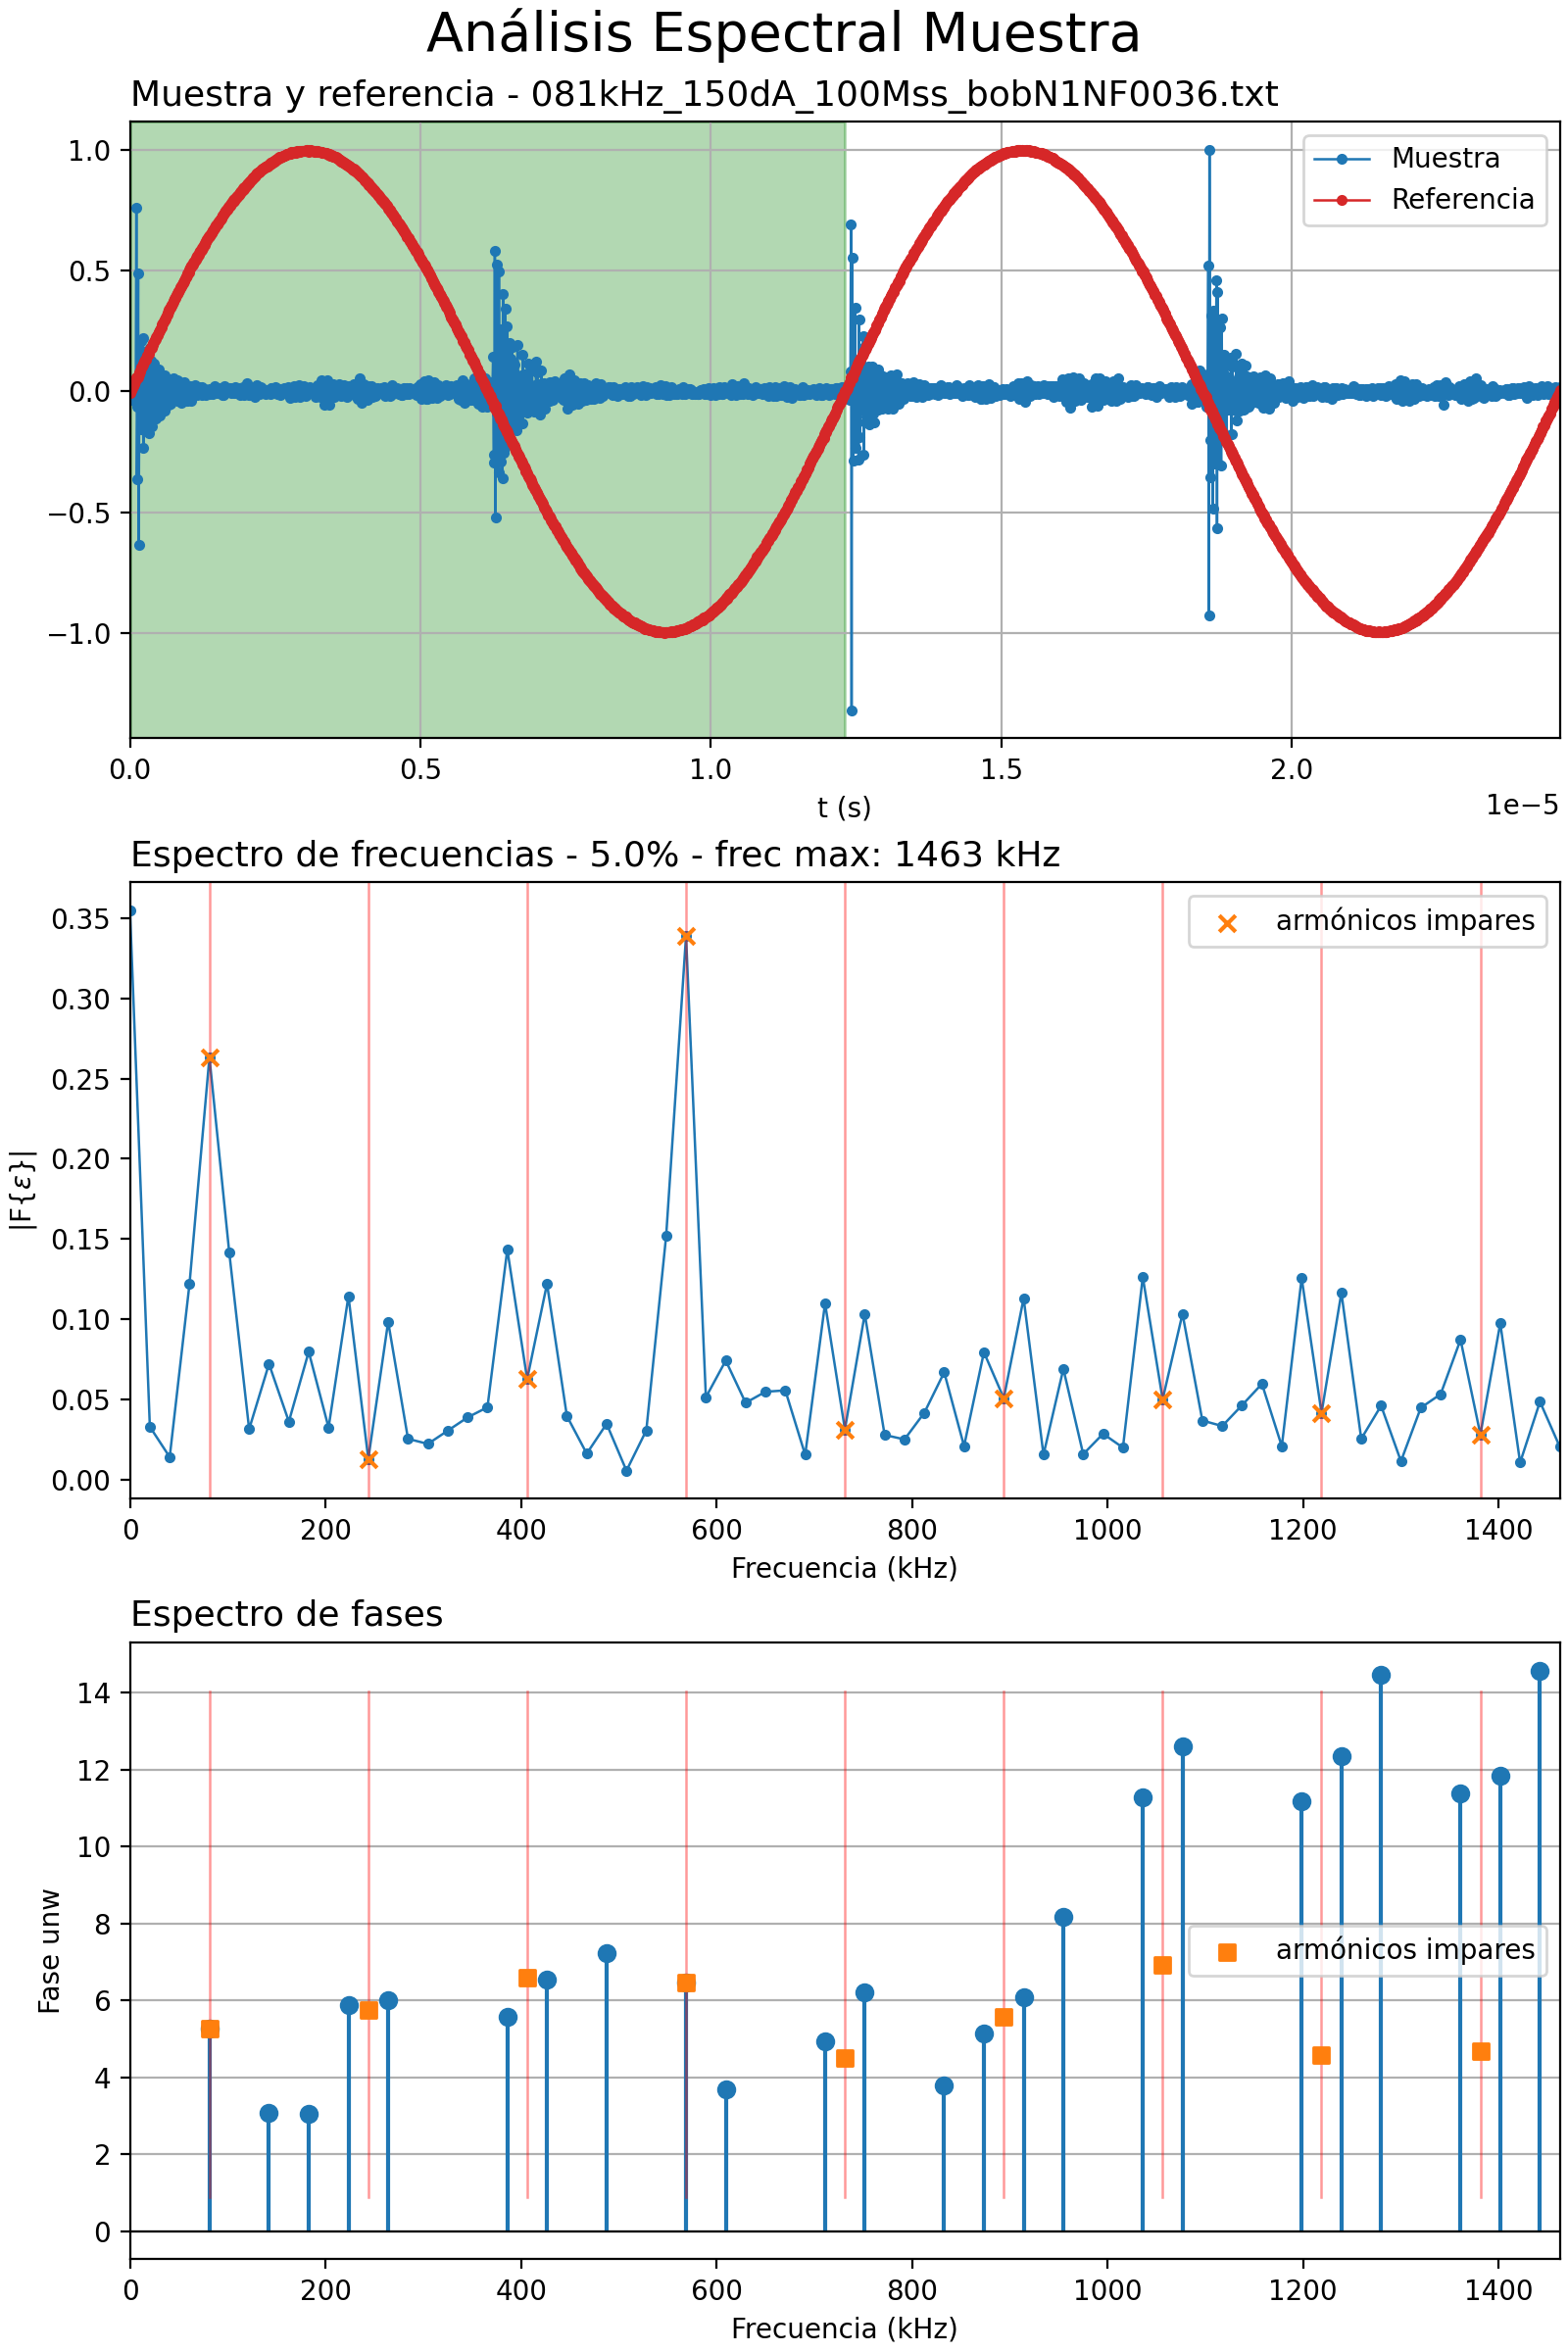 Análisis Espectral Muestra
Muestra y referencia - 081kHz_150dA_100Mss_bobN1NF0036.txt
Muestra
Referencia
1.0
0.5
0.0
−0.5
−1.0
0.0 0.5 1.0 1.5 2.0
t (s)
1e−5
Espectro de frecuencias - 5.0% - frec max: 1463 kHz
armónicos impares
0.35
0.30
0.25
0.20
0.15
0.10
0.05
0.00
|F{ε}|
0 200 400 600 800 1000 1200 1400
Frecuencia (kHz)
Espectro de fases
14
12
10
8
6
4
2
0
Fase unw
armónicos impares
0 200 400 600 800 1000 1200 1400
Frecuencia (kHz)